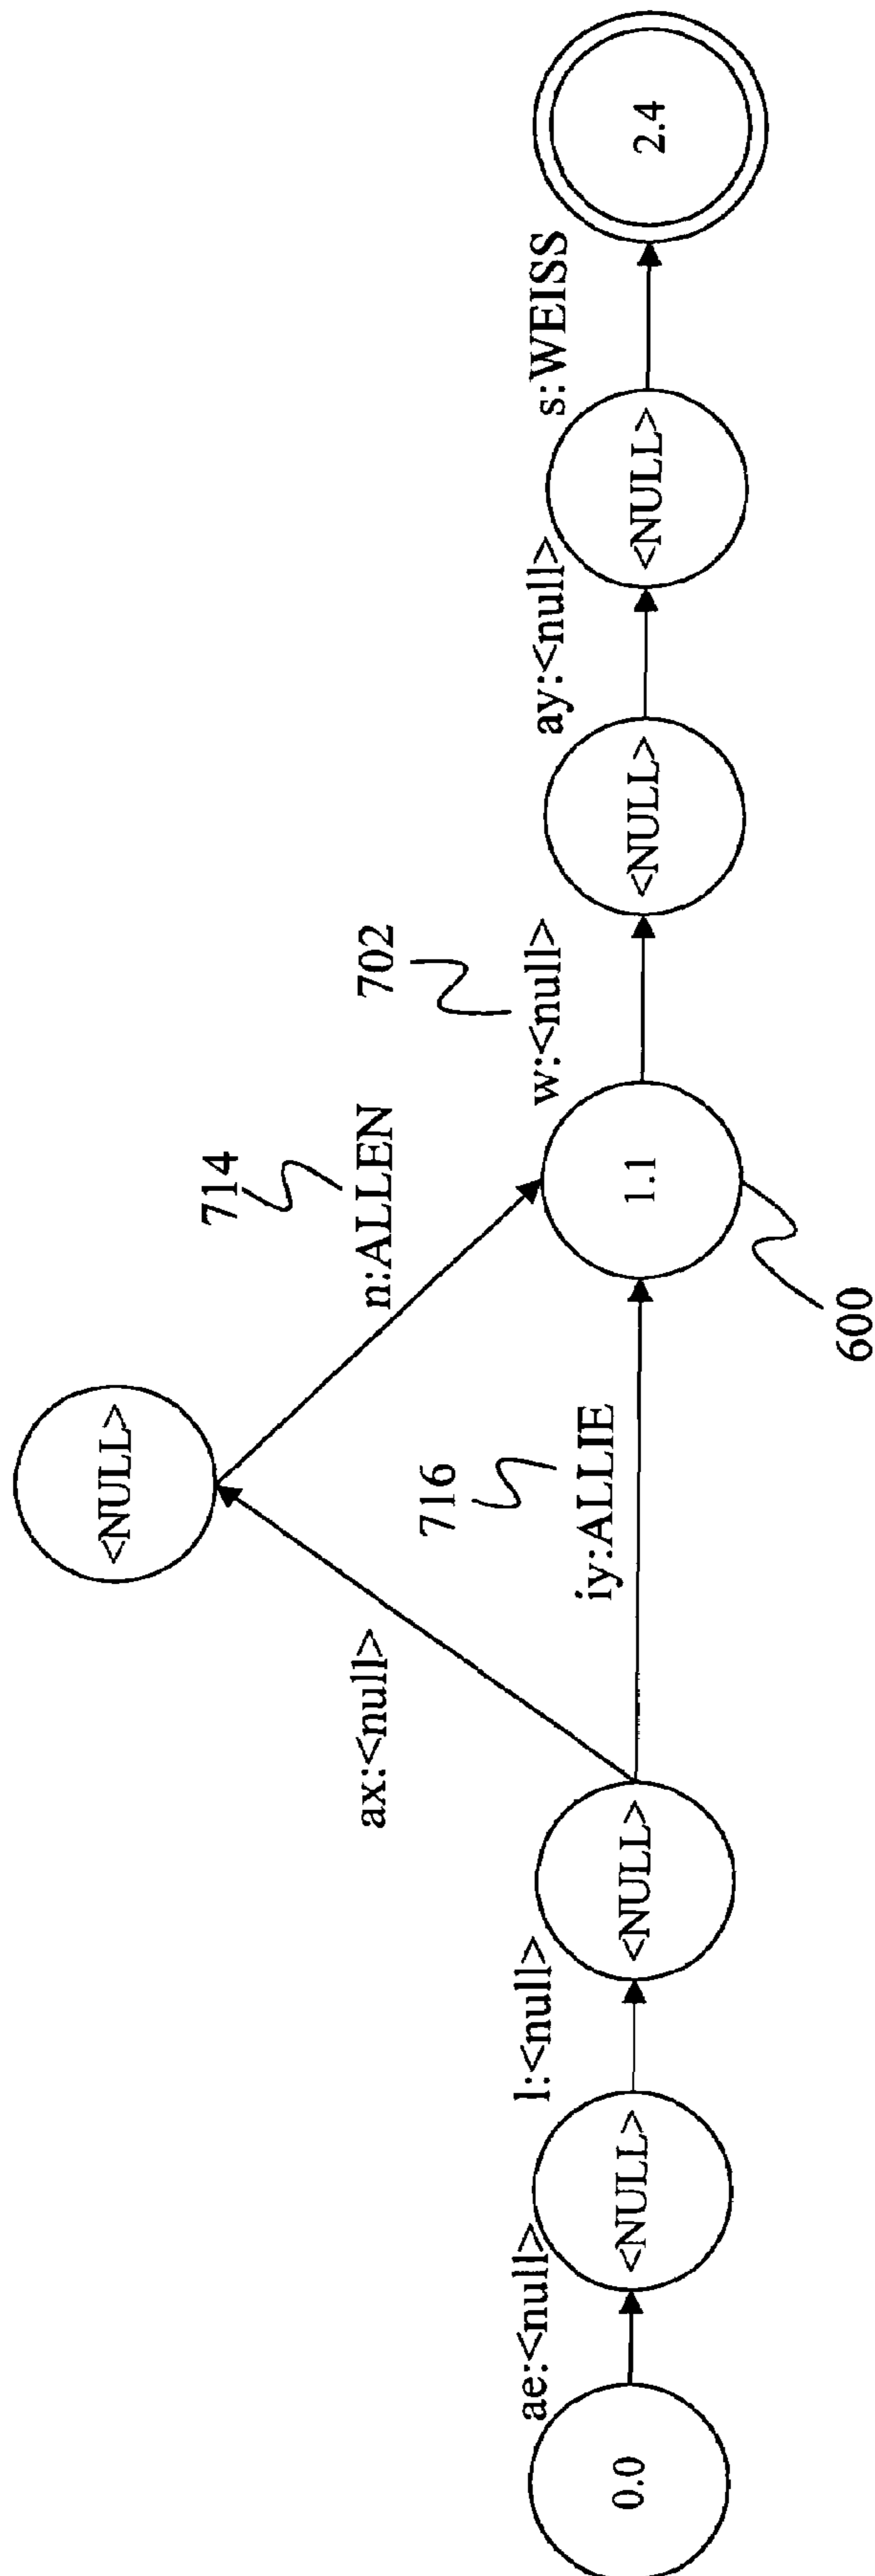 0.0
ae:<null>
<NULL>
l:<null>
<NULL>
ax:<null>
<NULL>
714
n:ALLEN
716
iy:ALLIE
1.1
600
702
w:<null>
<NULL>
ay:<null>
<NULL>
s:WEISS
2.4